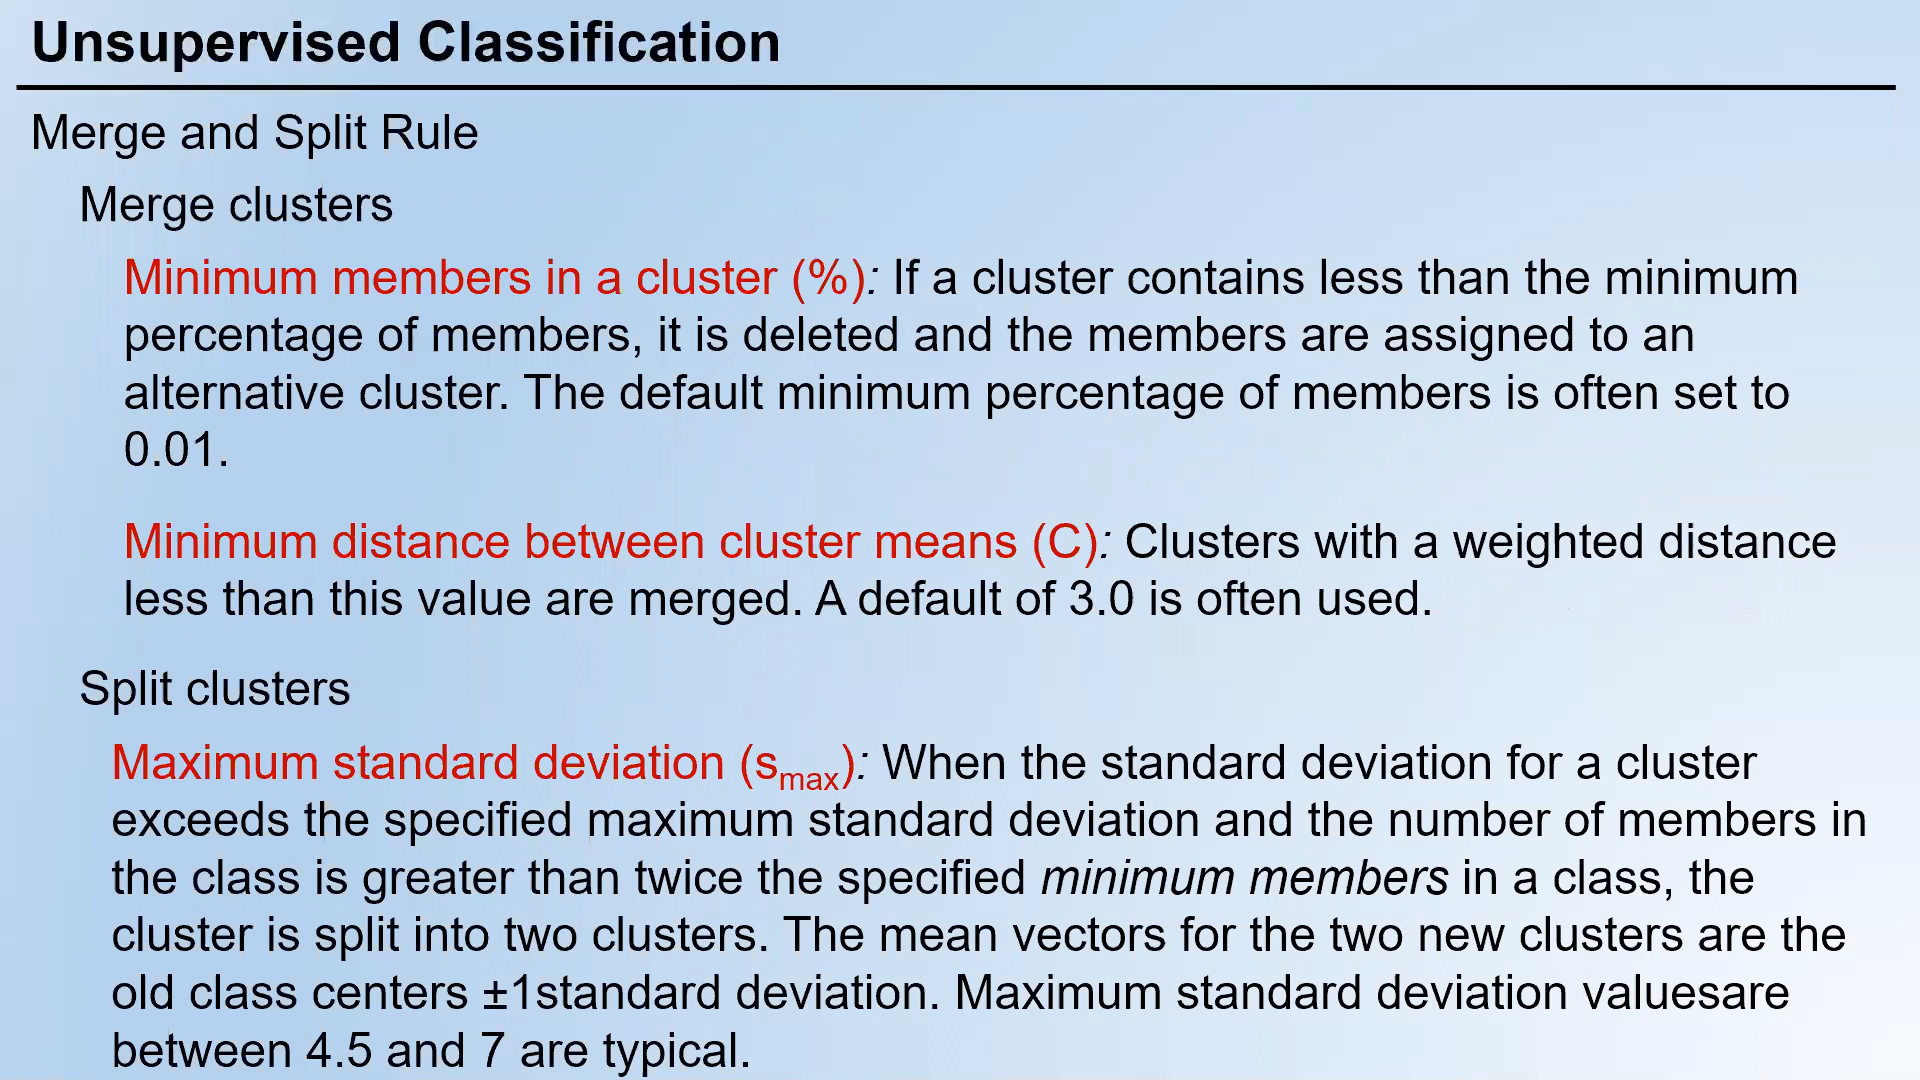 Unsupervised Classification
Merge and Split Rule
Merge clusters
Minimum members in a cluster (%): If a cluster contains less than the minimum
percentage of members, it is deleted and the members are assigned to an
alternative cluster. The default minimum percentage of members is often set to
0.01.
Minimum distance between cluster means (C): Clusters with a weighted distance
less than this value are merged. A default of 3.0 is often used.
Split clusters
Maximum standard deviation (smax): When the standard deviation for a cluster
exceeds the specified maximum standard deviation and the number of members in
the class is greater than twice the specified minimum members in a class, the
cluster is split into two clusters. The mean vectors for the two new clusters are the
old class centers ±1standard deviation. Maximum standard deviation valuesare
between 4.5 and 7 are typical.